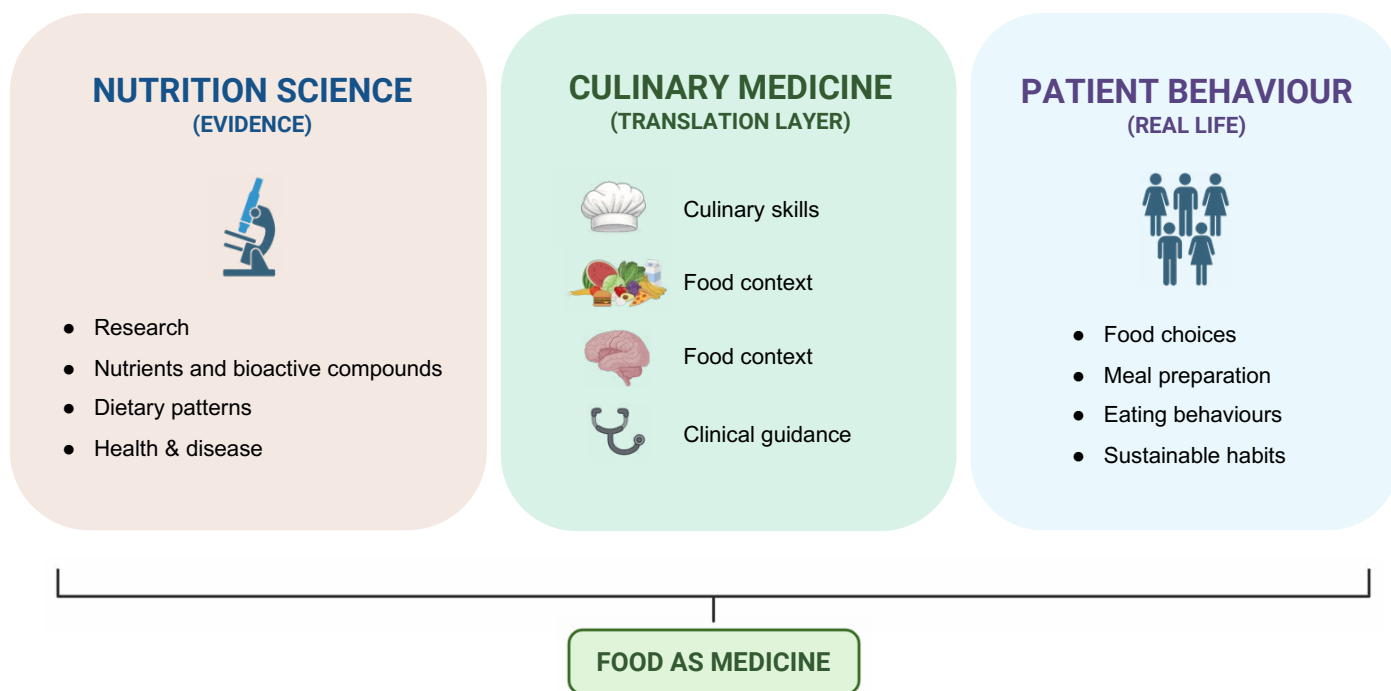 NUTRITION SCIENCE
(EVIDENCE)
● Research
● Nutrients and bioactive compounds
● Dietary patterns
● Health & disease
CULINARY MEDICINE
(TRANSLATION LAYER)
Culinary skills
Food context
Food context
Clinical guidance
PATIENT BEHAVIOUR
(REAL LIFE)
● Food choices
● Meal preparation
● Eating behaviours
● Sustainable habits
FOOD AS MEDICINE